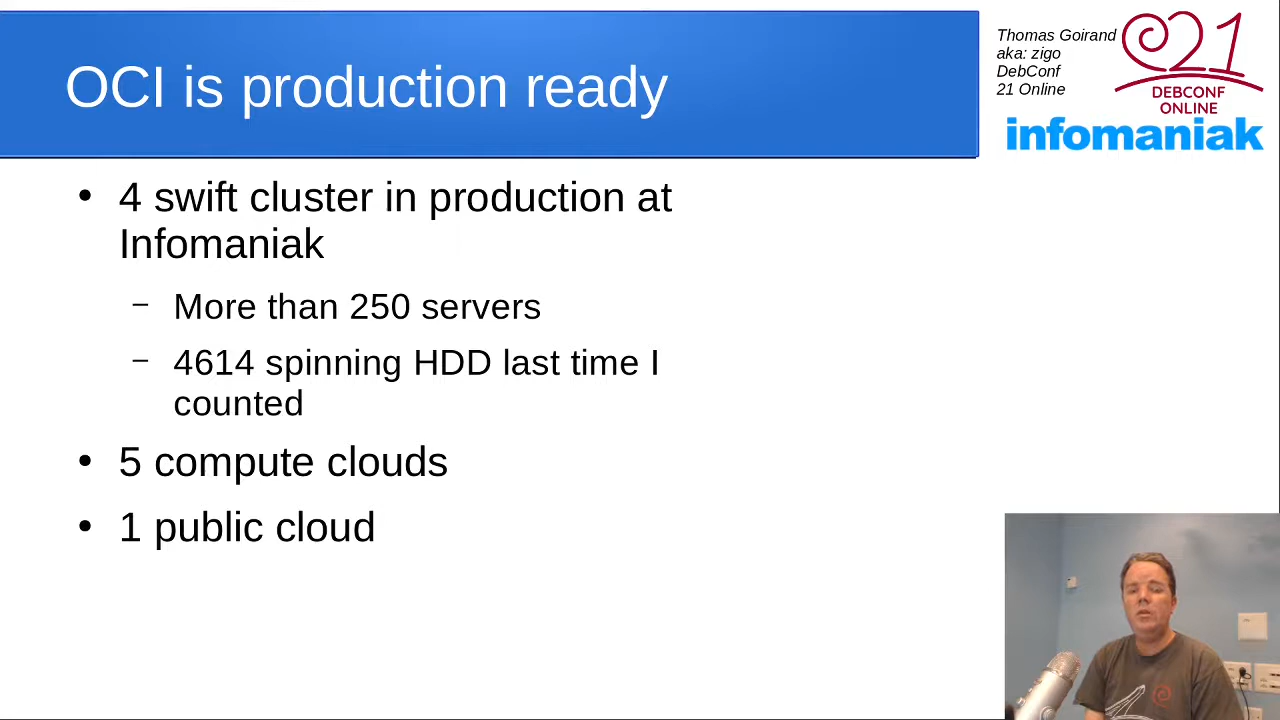 OCI is production ready
Thomas Goirand
aka: zigo
DebConf
21 Online
21
DEBCONF
ONLINE
infomaniak
• 4 swift cluster in production at
Infomaniak
– More than 250 servers
– 4614 spinning HDD last time I
counted
• 5 compute clouds
• 1 public cloud